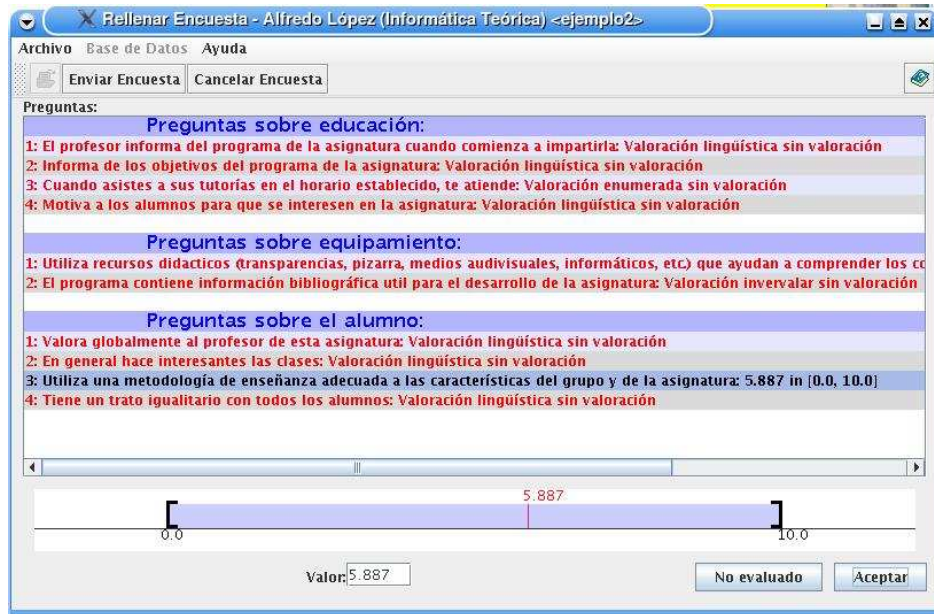 Rellenar Encuesta - Alfredo López (Informática Teórica) <ejemplo2>
Archivo Base de Datos Ayuda
Enviar Encuesta Cancelar Encuesta
Preguntas:
Preguntas sobre educación:
1: El profesor informa del programa de la asignatura cuando comienza a impartirla: Valoración lingüística sin valoración
2: Informa de los objetivos del programa de la asignatura: Valoración lingüística sin valoración
3: Cuando asistes a sus tutorías en el horario establecido, te atiende: Valoración enumerada sin valoración
4: Motiva a los alumnos para que se interesen en la asignatura: Valoración lingüística sin valoración
Preguntas sobre equipamiento:
1: Utiliza recursos didacticos (transparencias, pizarra, medios audivisuales, informáticos, etc.) que ayudan a comprender los cc
2: El programa contiene información bibliográfica util para el desarrollo de la asignatura: Valoración invervalar sin valoración
Preguntas sobre el alumno:
1: Valora globalmente al profesor de esta asignatura: Valoración lingüística sin valoración
2: En general hace interesantes las clases: Valoración lingüística sin valoración
3: Utiliza una metodología de enseñanza adecuada a las características del grupo y de la asignatura: 5.887 in [0.0, 10.0]
4: Tiene un trato igualitario con todos los alumnos: Valoración lingüística sin valoración
5.887
0.0 10.0
Valor: 5.887 No evaluado Aceptar